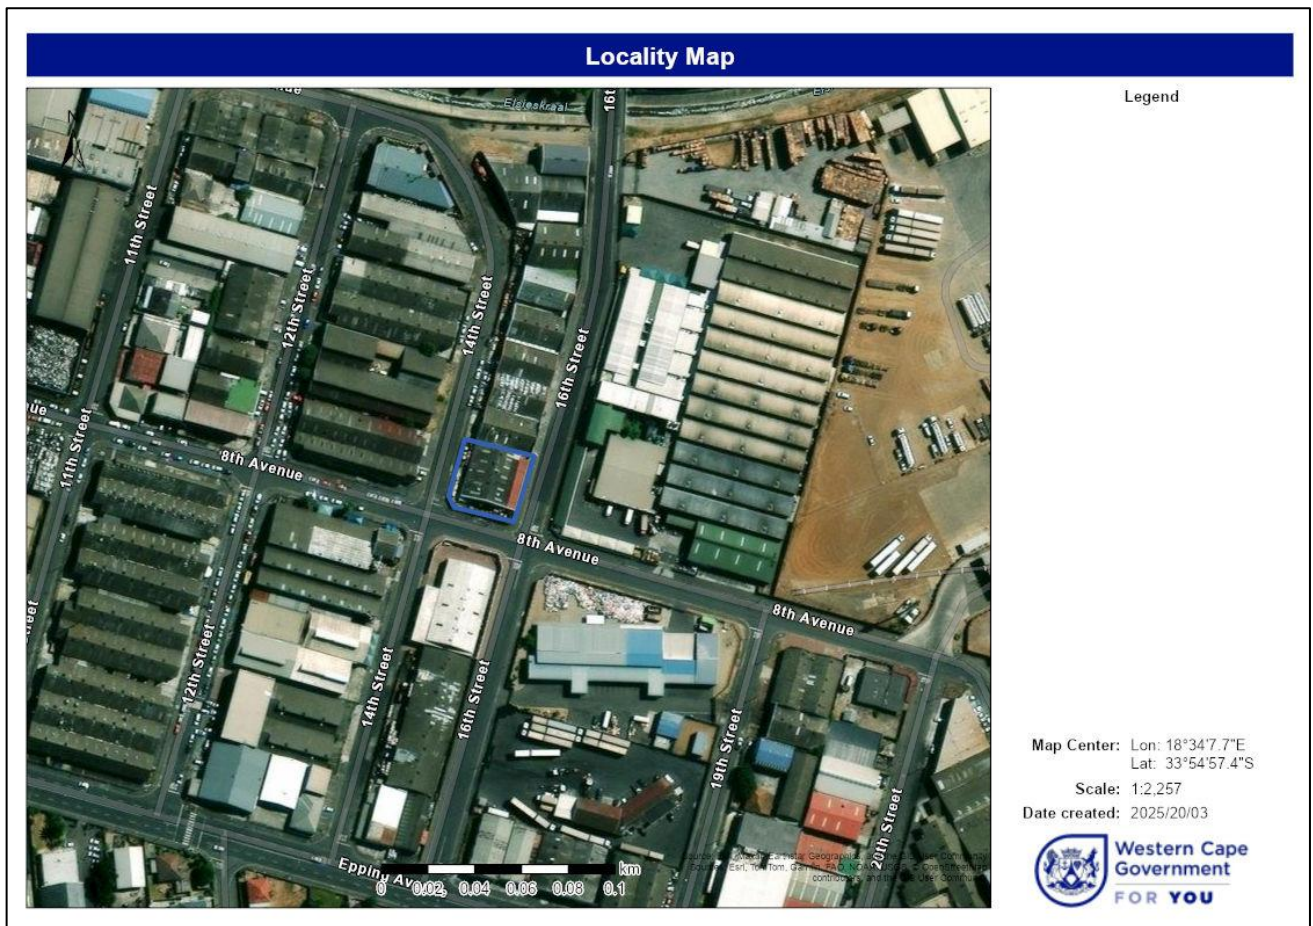 Locality Map
Legend
Elsieskraal
16t
11th Street
12th Street
14th Street
16th Street
11th Street
8th Avenue
8th Avenue
8th Avenue
12th Street
14th Street
16th Street
19th Street
20th Street
Epping Av
km
0 0.02 0.04 0.06 0.08 0.1
Map Center: Lon: 18°34'7.7"E
Lat: 33°54'57.4"S
Scale: 1:2,257
Date created: 2025/20/03
Western Cape
Government
FOR YOU